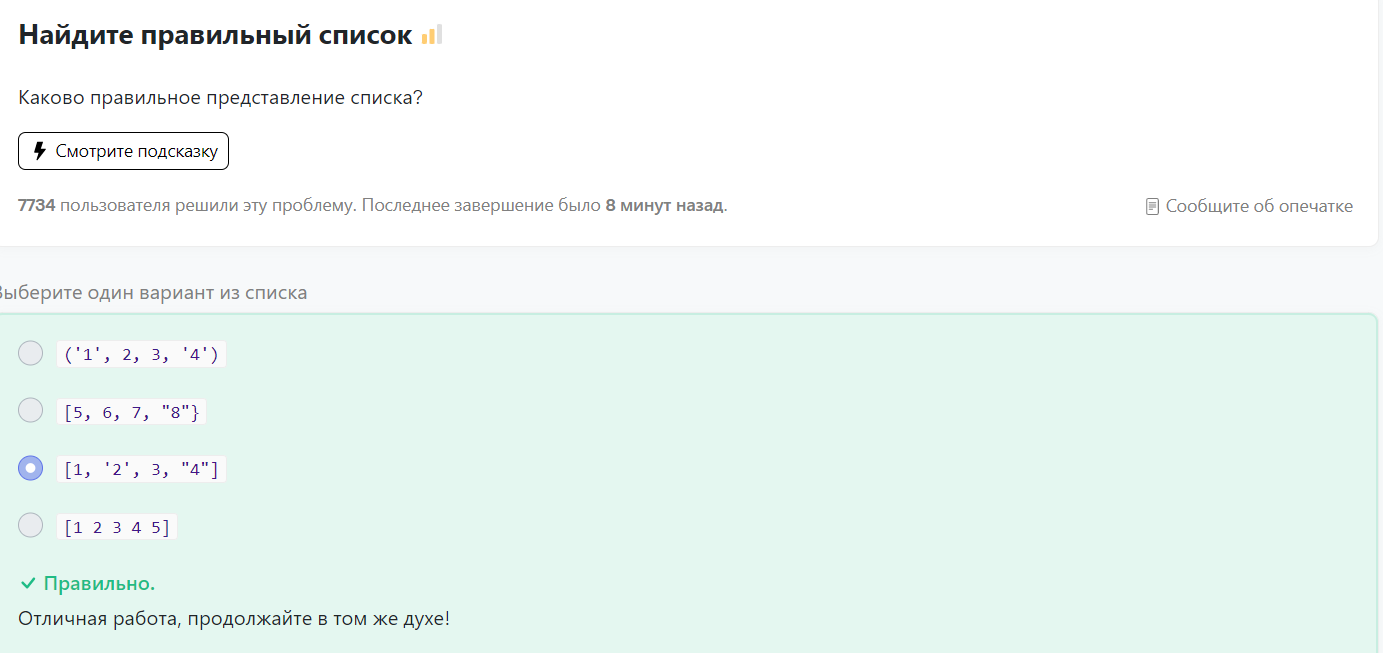 Найдите правильный список
Каково правильное представление списка?
Смотрите подсказку
7734 пользователя решили эту проблему. Последнее завершение было 8 минут назад.
Сообщите об опечатке
Выберите один вариант из списка
('1', 2, 3, '4')
[5, 6, 7, "8"}
[1, '2', 3, "4"]
[1 2 3 4 5]
Правильно.
Отличная работа, продолжайте в том же духе!